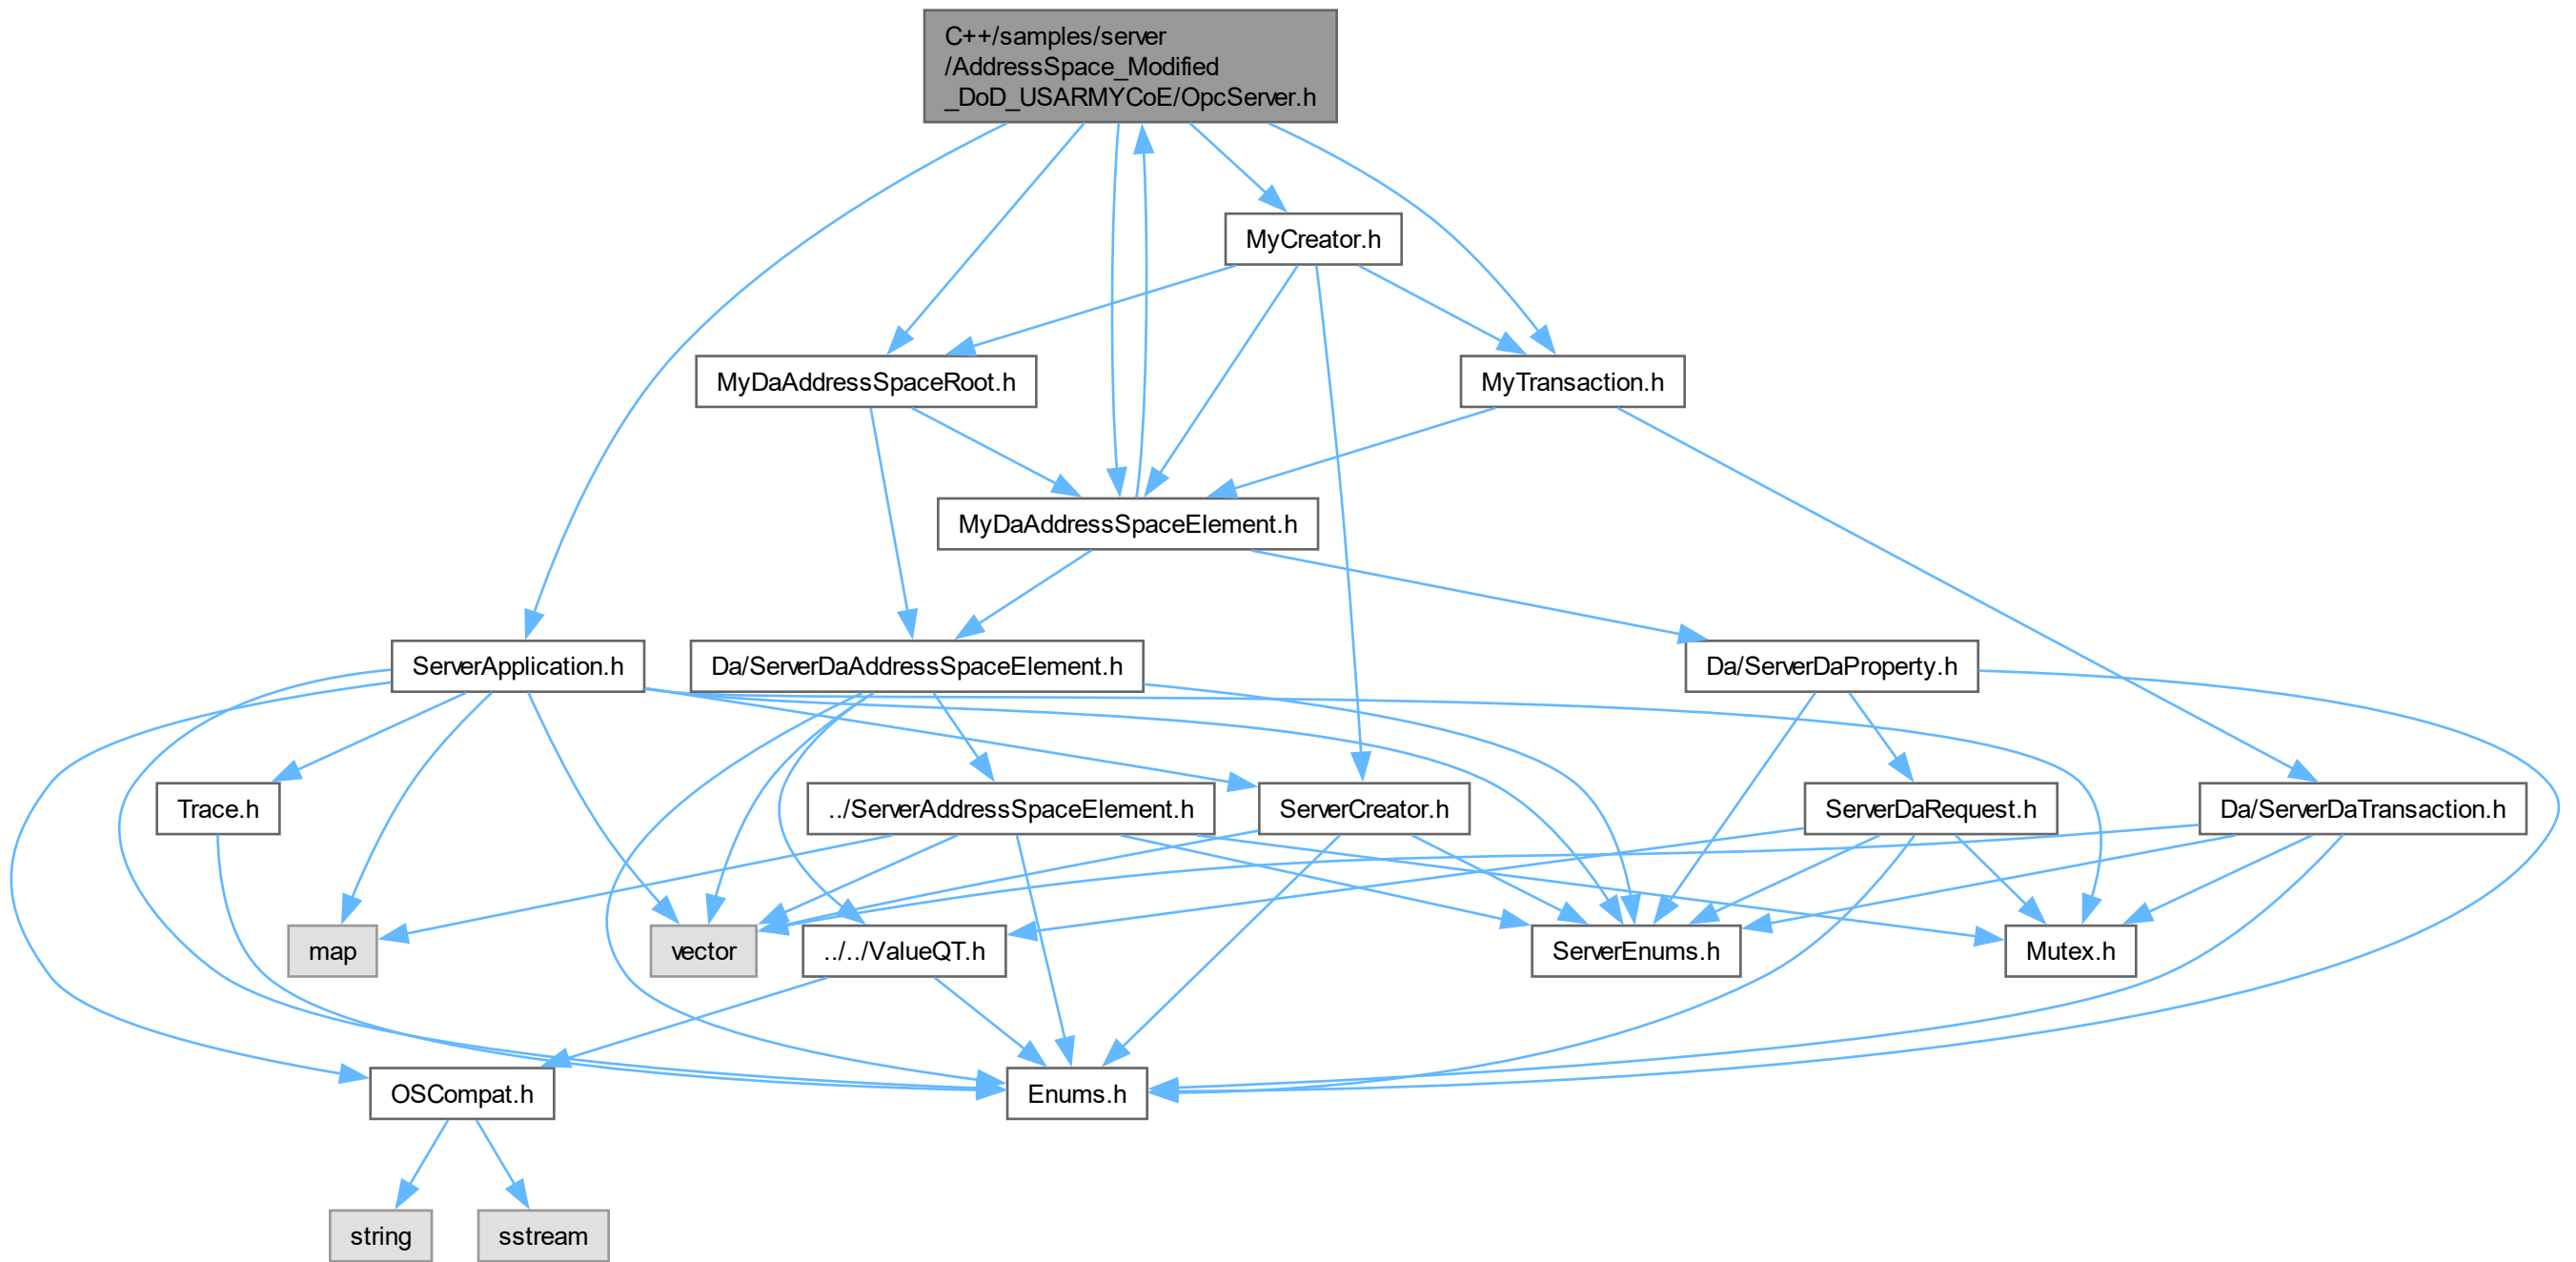 C++/samples/server
/AddressSpace_Modified
_DoD_USARMYCoE/OpcServer.h
MyCreator.h
MyDaAddressSpaceRoot.h
MyTransaction.h
MyDaAddressSpaceElement.h
ServerApplication.h
Da/ServerDaAddressSpaceElement.h
Da/ServerDaProperty.h
Trace.h
../ServerAddressSpaceElement.h
ServerCreator.h
ServerDaRequest.h
Da/ServerDaTransaction.h
map
vector
../../ValueQT.h
ServerEnums.h
Mutex.h
OSCompat.h
Enums.h
string
sstream